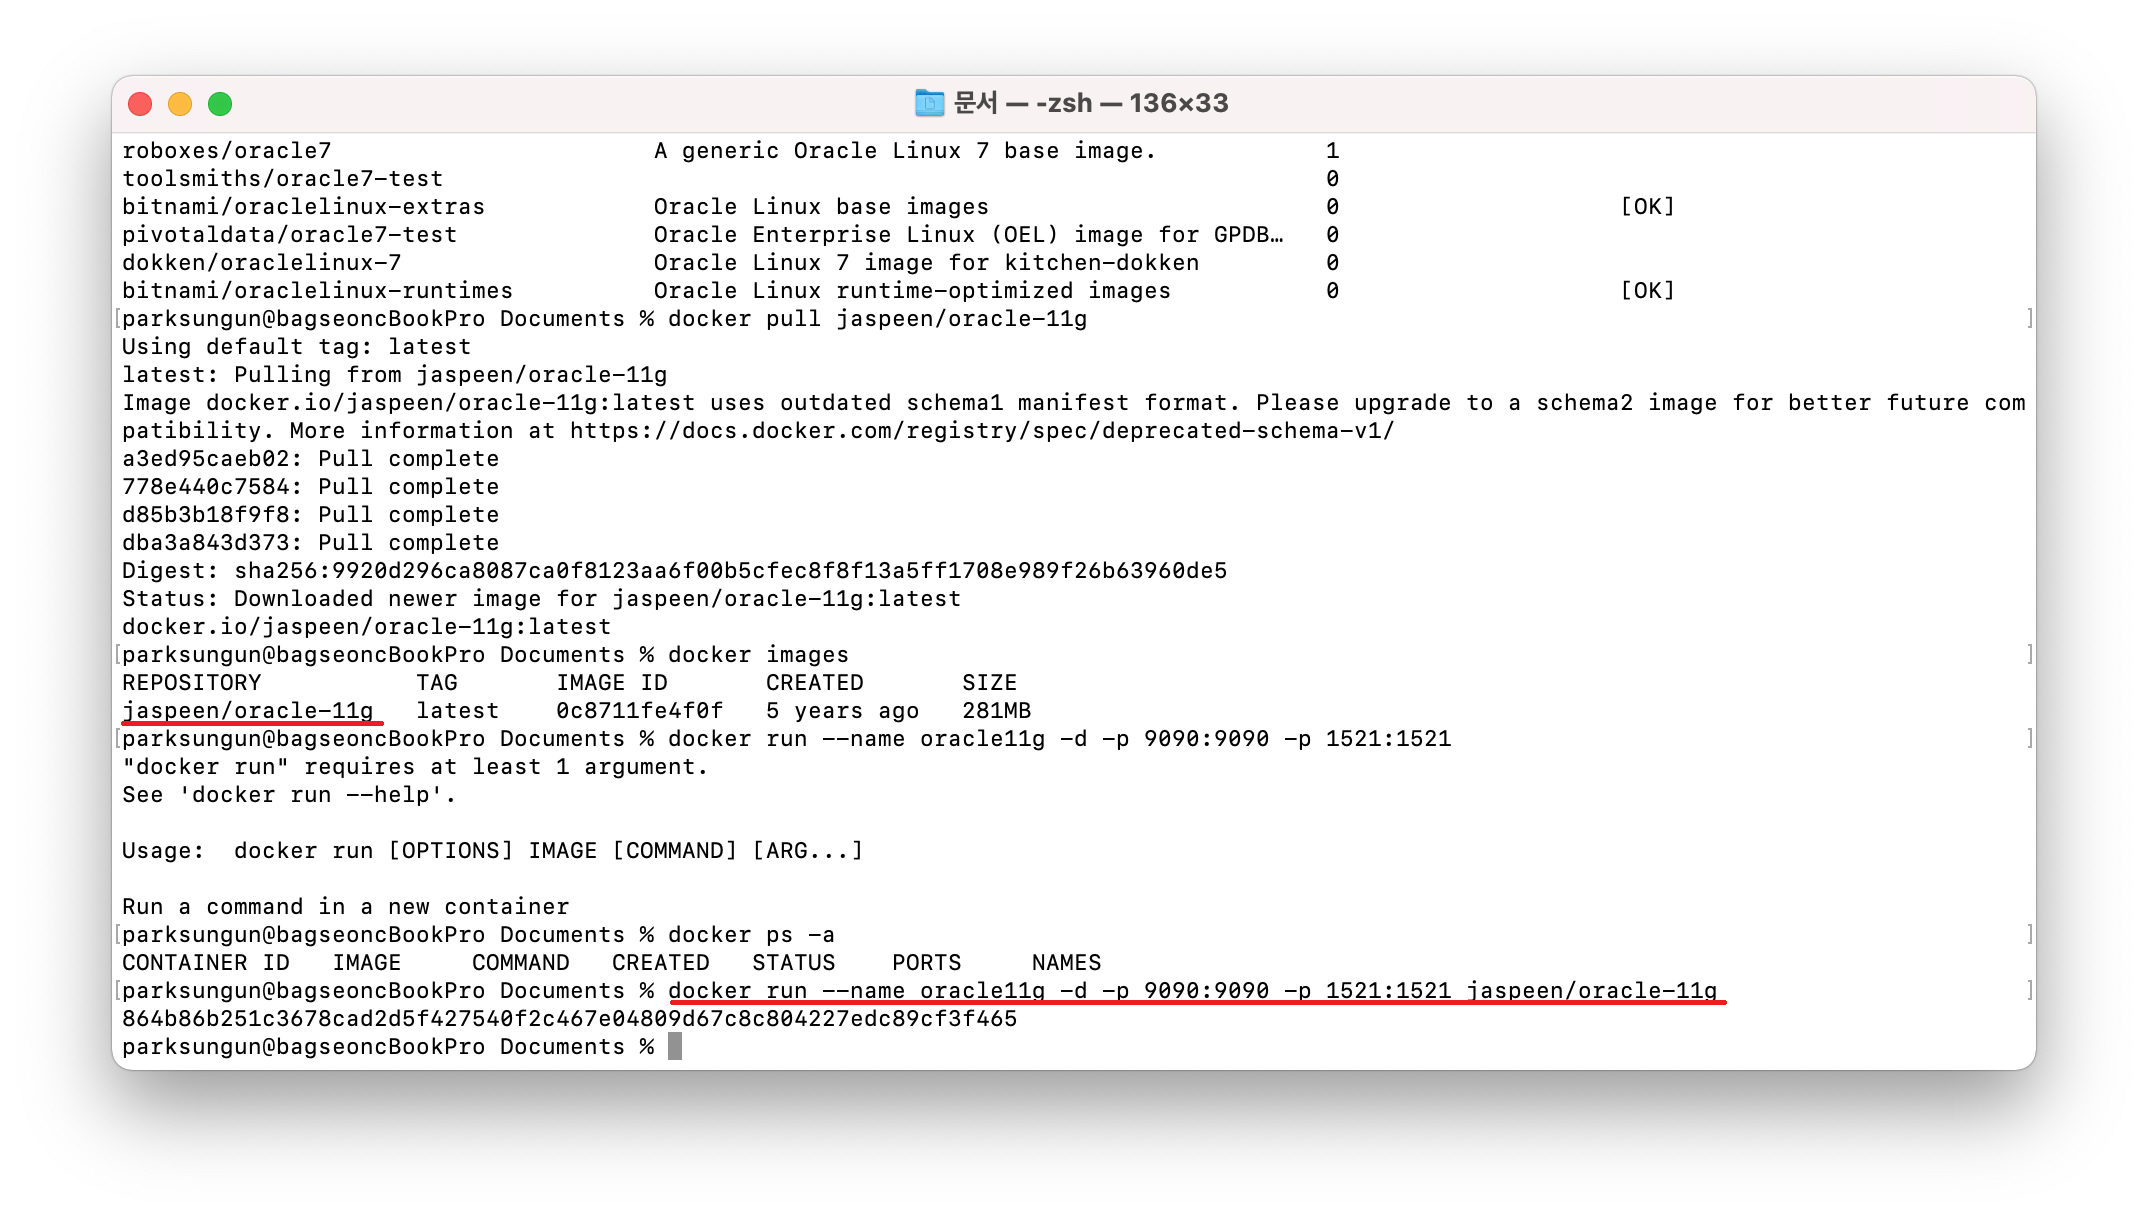 문서 — -zsh — 136×33
roboxes/oracle7 A generic Oracle Linux 7 base image. 1
toolsmiths/oracle7-test 0
bitnami/oraclelinux-extras Oracle Linux base images 0 [OK]
pivotaldata/oracle7-test Oracle Enterprise Linux (OEL) image for GPDB… 0
dokken/oraclelinux-7 Oracle Linux 7 image for kitchen-dokken 0
bitnami/oraclelinux-runtimes Oracle Linux runtime-optimized images 0 [OK]
[parksungun@bagseoncBookPro Documents % docker pull jaspeen/oracle-11g ]
Using default tag: latest
latest: Pulling from jaspeen/oracle-11g
Image docker.io/jaspeen/oracle-11g:latest uses outdated schema1 manifest format. Please upgrade to a schema2 image for better future com
patibility. More information at https://docs.docker.com/registry/spec/deprecated-schema-v1/
a3ed95caeb02: Pull complete
778e440c7584: Pull complete
d85b3b18f9f8: Pull complete
dba3a843d373: Pull complete
Digest: sha256:9920d296ca8087ca0f8123aa6f00b5cfec8f8f13a5ff1708e989f26b63960de5
Status: Downloaded newer image for jaspeen/oracle-11g:latest
docker.io/jaspeen/oracle-11g:latest
[parksungun@bagseoncBookPro Documents % docker images ]
REPOSITORY TAG IMAGE ID CREATED SIZE
jaspeen/oracle-11g latest 0c8711fe4f0f 5 years ago 281MB
[parksungun@bagseoncBookPro Documents % docker run --name oracle11g -d -p 9090:9090 -p 1521:1521 ]
"docker run" requires at least 1 argument.
See 'docker run --help'.
Usage: docker run [OPTIONS] IMAGE [COMMAND] [ARG...]
Run a command in a new container
[parksungun@bagseoncBookPro Documents % docker ps -a ]
CONTAINER ID IMAGE COMMAND CREATED STATUS PORTS NAMES
[parksungun@bagseoncBookPro Documents % docker run --name oracle11g -d -p 9090:9090 -p 1521:1521 jaspeen/oracle-11g ]
864b86b251c3678cad2d5f427540f2c467e04809d67c8c804227edc89cf3f465
parksungun@bagseoncBookPro Documents %